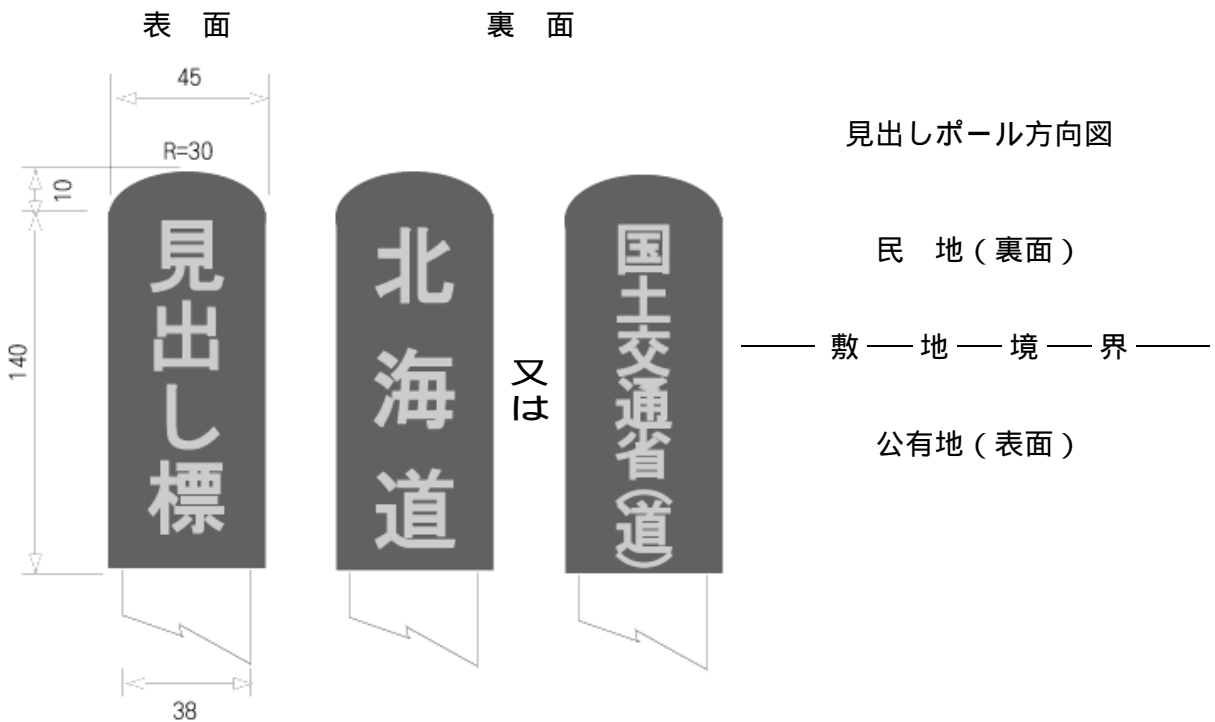 表　面
裏　面
45
R=30
10
140
38
見出し標
北海道
又は
国土交通省(道)
見出しポール方向図
民　地（裏面）
敷　地　境　界
公有地（表面）